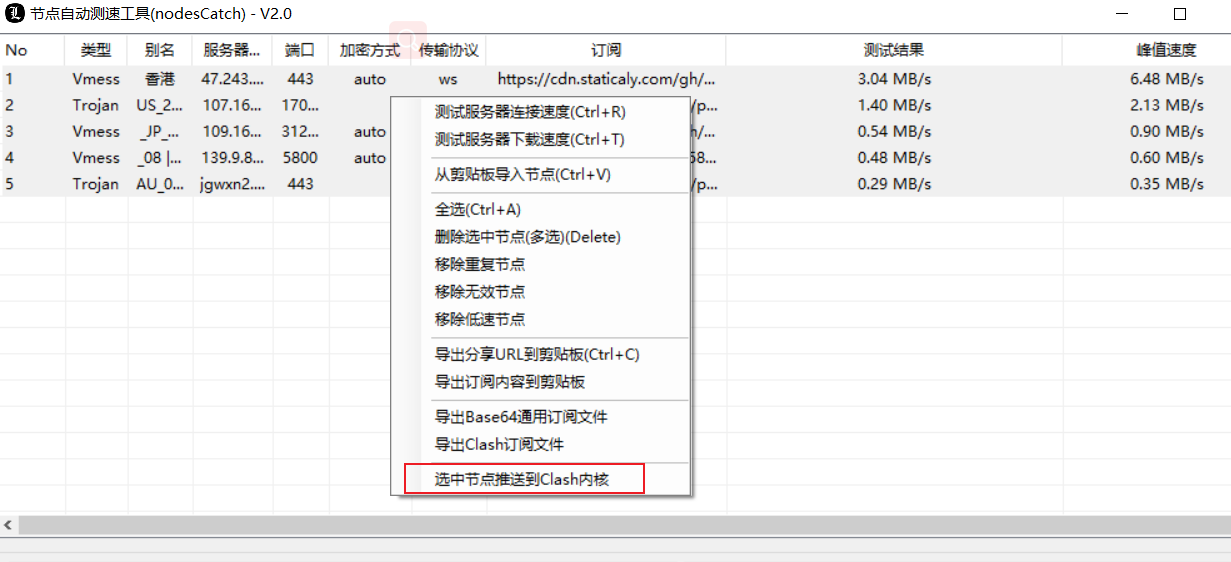 节点自动测速工具(nodesCatch) - V2.0
No 类型 别名 服务器... 端口 加密方式 传输协议 订阅 测试结果 峰值速度
1 Vmess 香港 47.243.... 443 auto ws https://cdn.staticaly.com/gh/... 3.04 MB/s 6.48 MB/s
2 Trojan US_2... 107.16... 170... /p... 1.40 MB/s 2.13 MB/s
3 Vmess _JP_... 109.16... 312... auto h/... 0.54 MB/s 0.90 MB/s
4 Vmess _08 |... 139.9.8... 5800 auto 58... 0.48 MB/s 0.60 MB/s
5 Trojan AU_0... jgwxn2.... 443 /p... 0.29 MB/s 0.35 MB/s
测试服务器连接速度(Ctrl+R)
测试服务器下载速度(Ctrl+T)
从剪贴板导入节点(Ctrl+V)
全选(Ctrl+A)
删除选中节点(多选)(Delete)
移除重复节点
移除无效节点
移除低速节点
导出分享URL到剪贴板(Ctrl+C)
导出订阅内容到剪贴板
导出Base64通用订阅文件
导出Clash订阅文件
选中节点推送到Clash内核